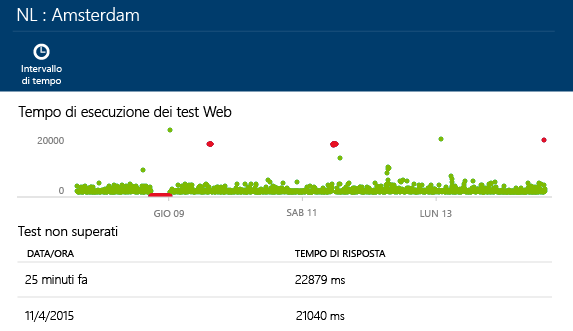 NL : Amsterdam
Intervallo
di tempo
Tempo di esecuzione dei test Web
20000
0
GIO 09
SAB 11
LUN 13
Test non superati
DATA/ORA TEMPO DI RISPOSTA
25 minuti fa 22879 ms
11/4/2015 21040 ms